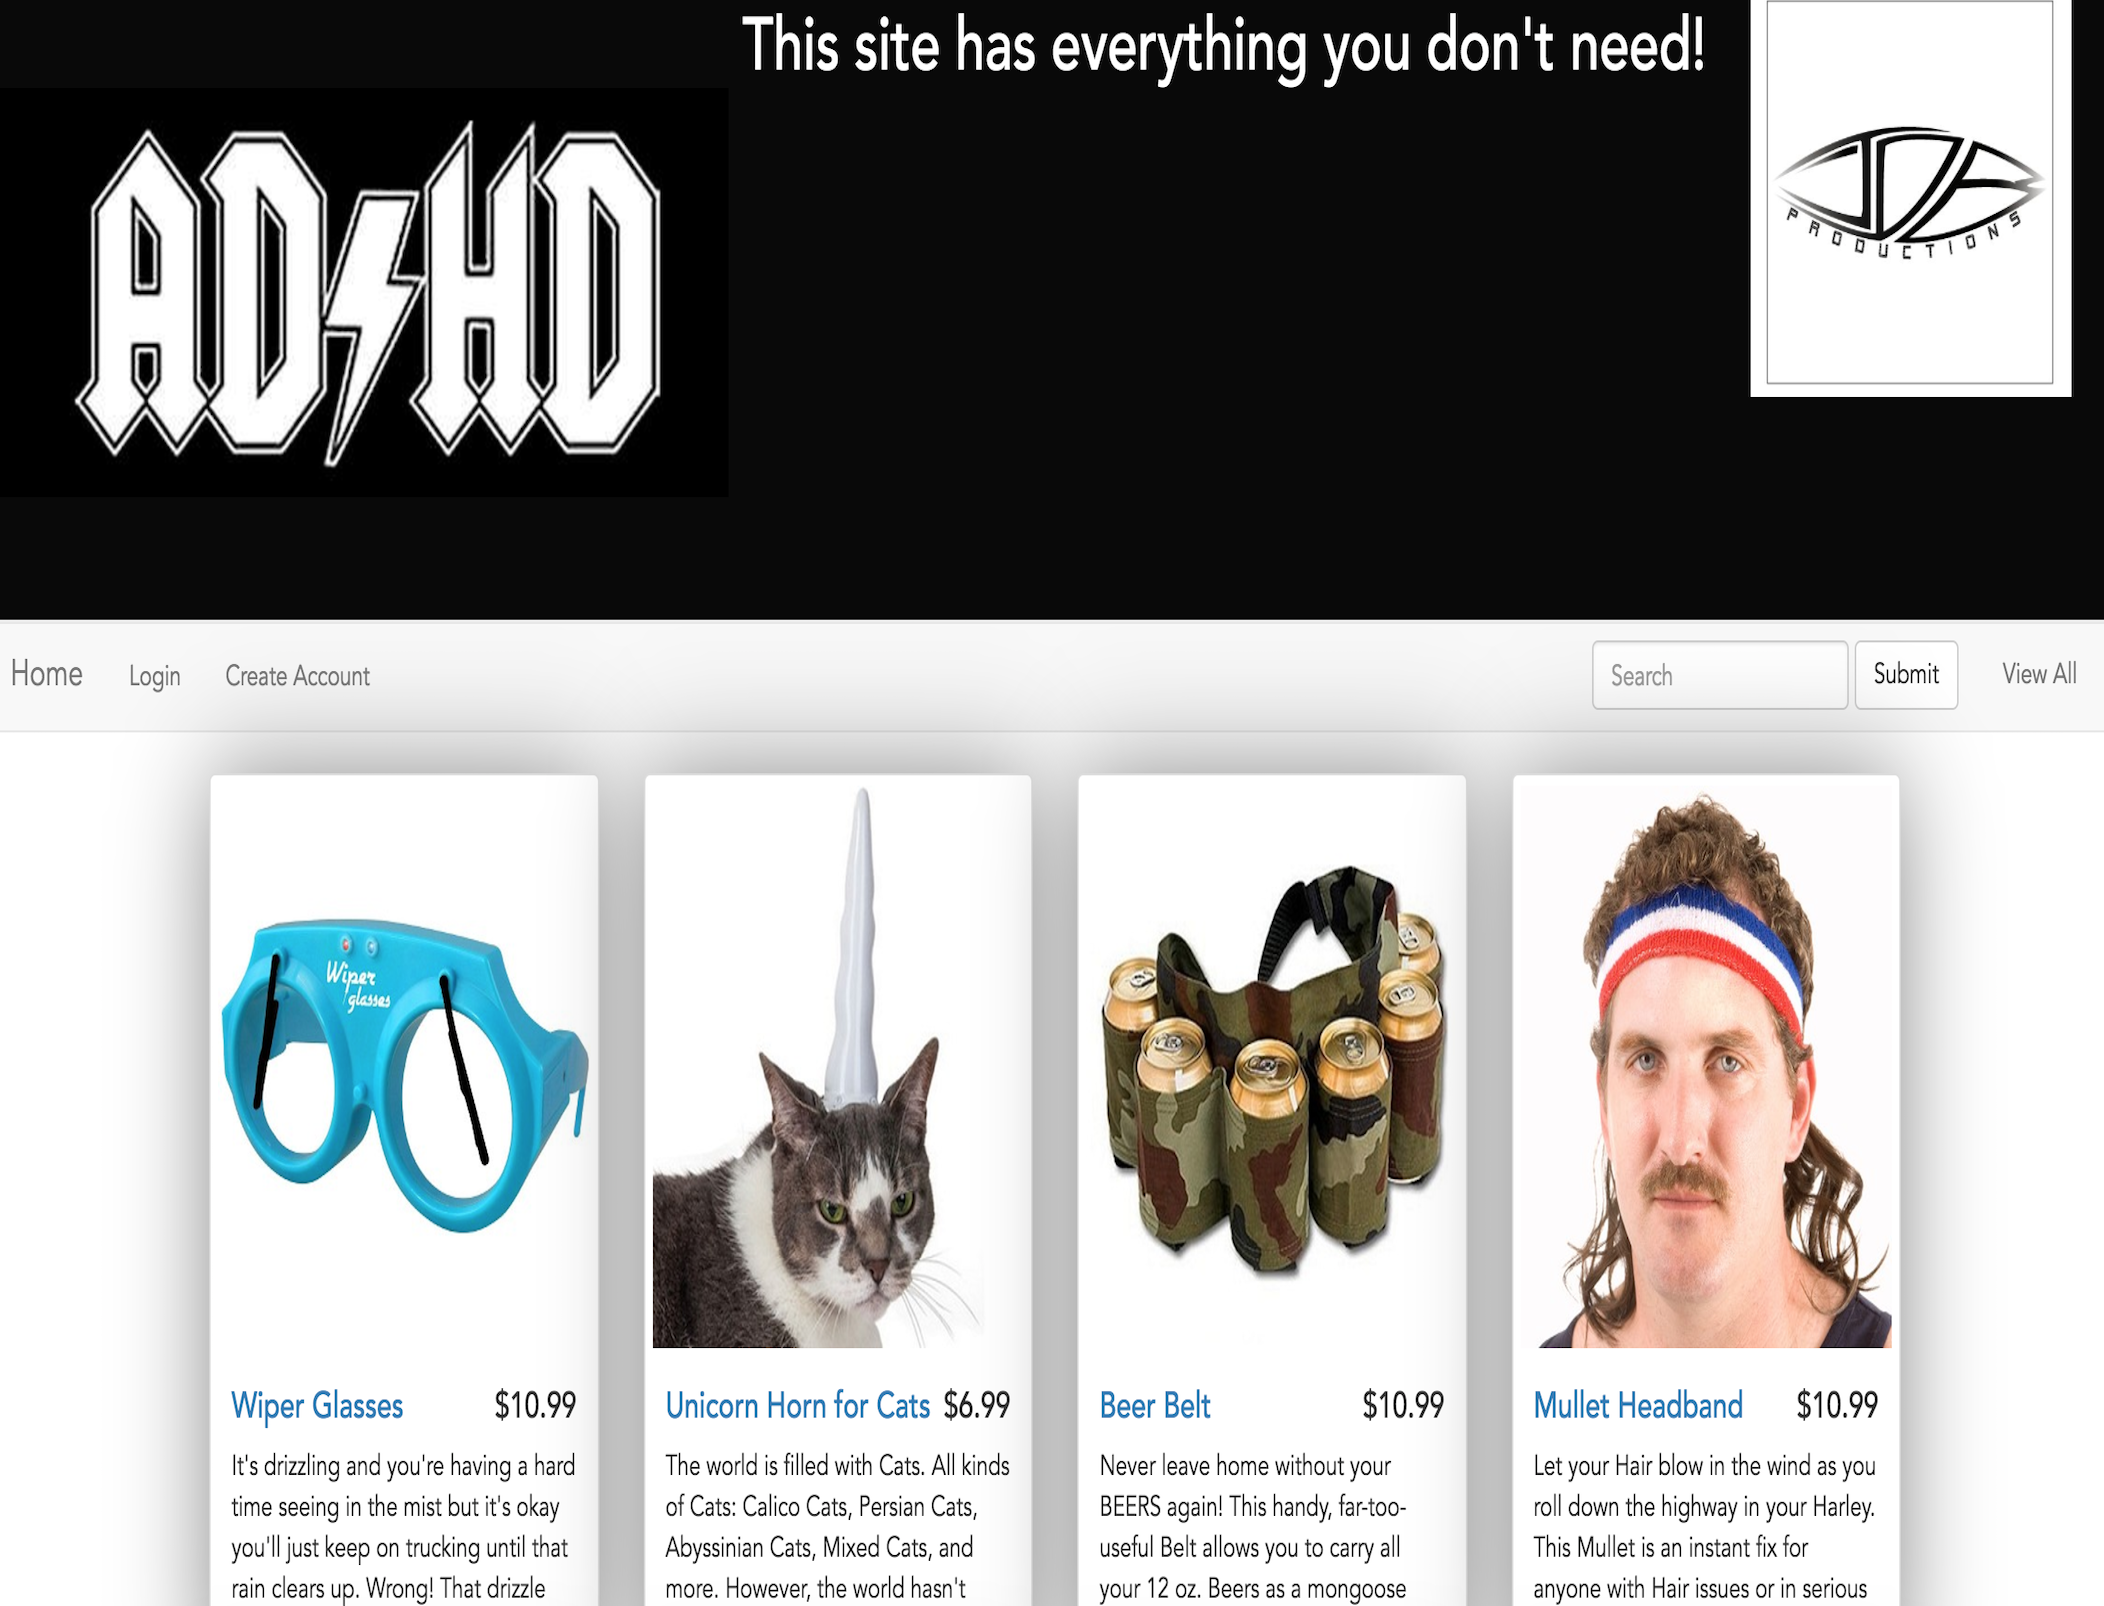 This site has everything you don't need!
AD HD
PRODUCTIONS
Home Login Create Account Search Submit View All
Wiper
glasses
Wiper Glasses $10.99
It's drizzling and you're having a hard
time seeing in the mist but it's okay
you'll just keep on trucking until that
rain clears up. Wrong! That drizzle
Unicorn Horn for Cats $6.99
The world is filled with Cats. All kinds
of Cats: Calico Cats, Persian Cats,
Abyssinian Cats, Mixed Cats, and
more. However, the world hasn't
Beer Belt $10.99
Never leave home without your
BEERS again! This handy, far-too-
useful Belt allows you to carry all
your 12 oz. Beers as a mongoose
Mullet Headband $10.99
Let your Hair blow in the wind as you
roll down the highway in your Harley.
This Mullet is an instant fix for
anyone with Hair issues or in serious